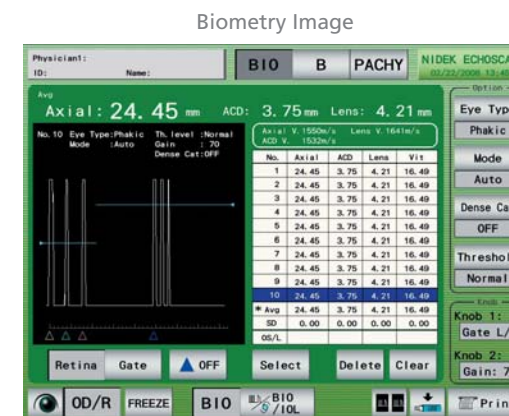 Biometry Image
Physician1:
ID: Name:
BIO B PACHY
NIDEK ECHOSCA
02/22/2008 13:45
Avg
Axial: 24.45 mm ACD: 3.75 mm Lens: 4.21 mm
No.10 Eye Type:Phakic Th.level :Normal
Mode :Auto Gain : 70
Dense Cat:OFF
Axial V.1550m/s Lens V.1641m/s
ACD V. 1532m/s
No. Axial ACD Lens Vit
1 24.45 3.75 4.21 16.49
2 24.45 3.75 4.21 16.49
3 24.45 3.75 4.21 16.49
4 24.45 3.75 4.21 16.49
5 24.45 3.75 4.21 16.49
6 24.45 3.75 4.21 16.49
7 24.45 3.75 4.21 16.49
8 24.45 3.75 4.21 16.49
9 24.45 3.75 4.21 16.49
10 24.45 3.75 4.21 16.49
* Avg 24.45 3.75 4.21 16.49
SD 0.00 0.00 0.00 0.00
OS/L
Option
Eye Typ
Phakic
Mode
Auto
Dense Ca
OFF
Threshol
Normal
Knob
Knob 1:
Gate L/
Knob 2:
Gain: 7
Retina Gate OFF Select Delete Clear
OD/R FREEZE BIO BIO/IOL Prin